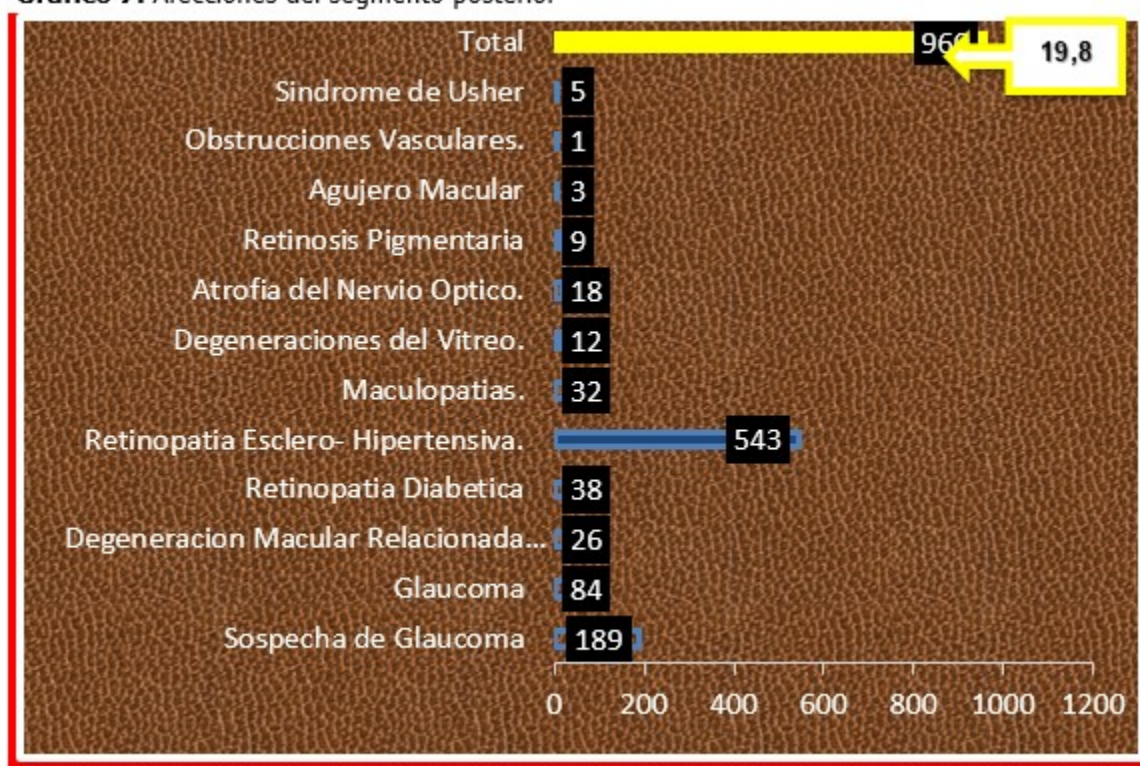 Gráfico 7. Afecciones del segmento posterior
Total 960 19,8
Sindrome de Usher 5
Obstrucciones Vasculares. 1
Agujero Macular 3
Retinosis Pigmentaria 9
Atrofia del Nervio Optico. 18
Degeneraciones del Vitreo. 12
Maculopatias. 32
Retinopatia Esclero- Hipertensiva. 543
Retinopatia Diabetica 38
Degeneracion Macular Relacionada... 26
Glaucoma 84
Sospecha de Glaucoma 189
0 200 400 600 800 1000 1200